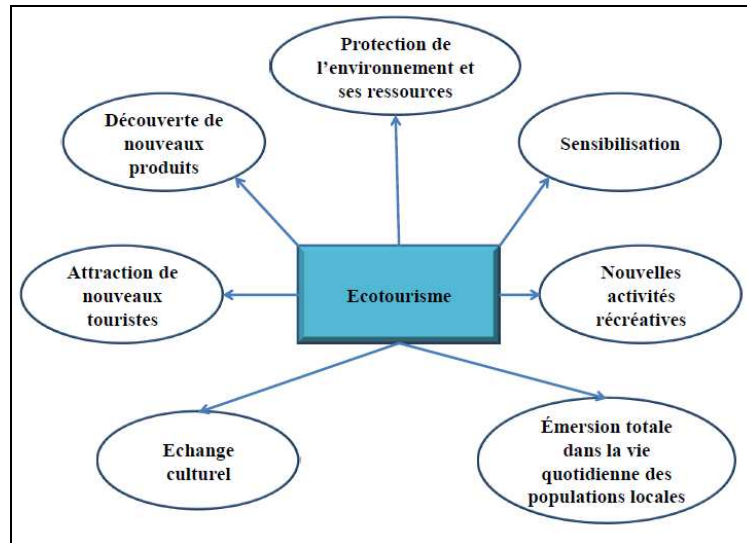 Protection de
l’environnement et
ses ressources
Découverte de
nouveaux
produits
Sensibilisation
Attraction de
nouveaux
touristes
Ecotourisme
Nouvelles
activités
récréatives
Echange
culturel
Émersion totale
dans la vie
quotidienne des
populations locales